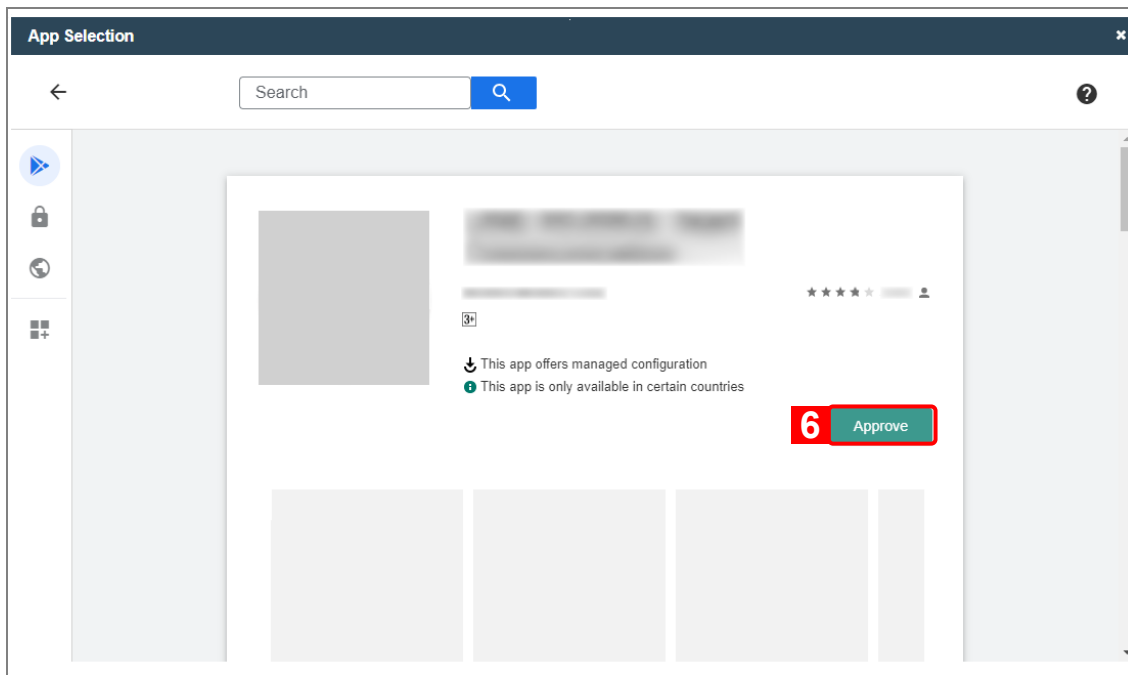 App Selection
Search
3+
This app offers managed configuration
This app is only available in certain countries
6
Approve